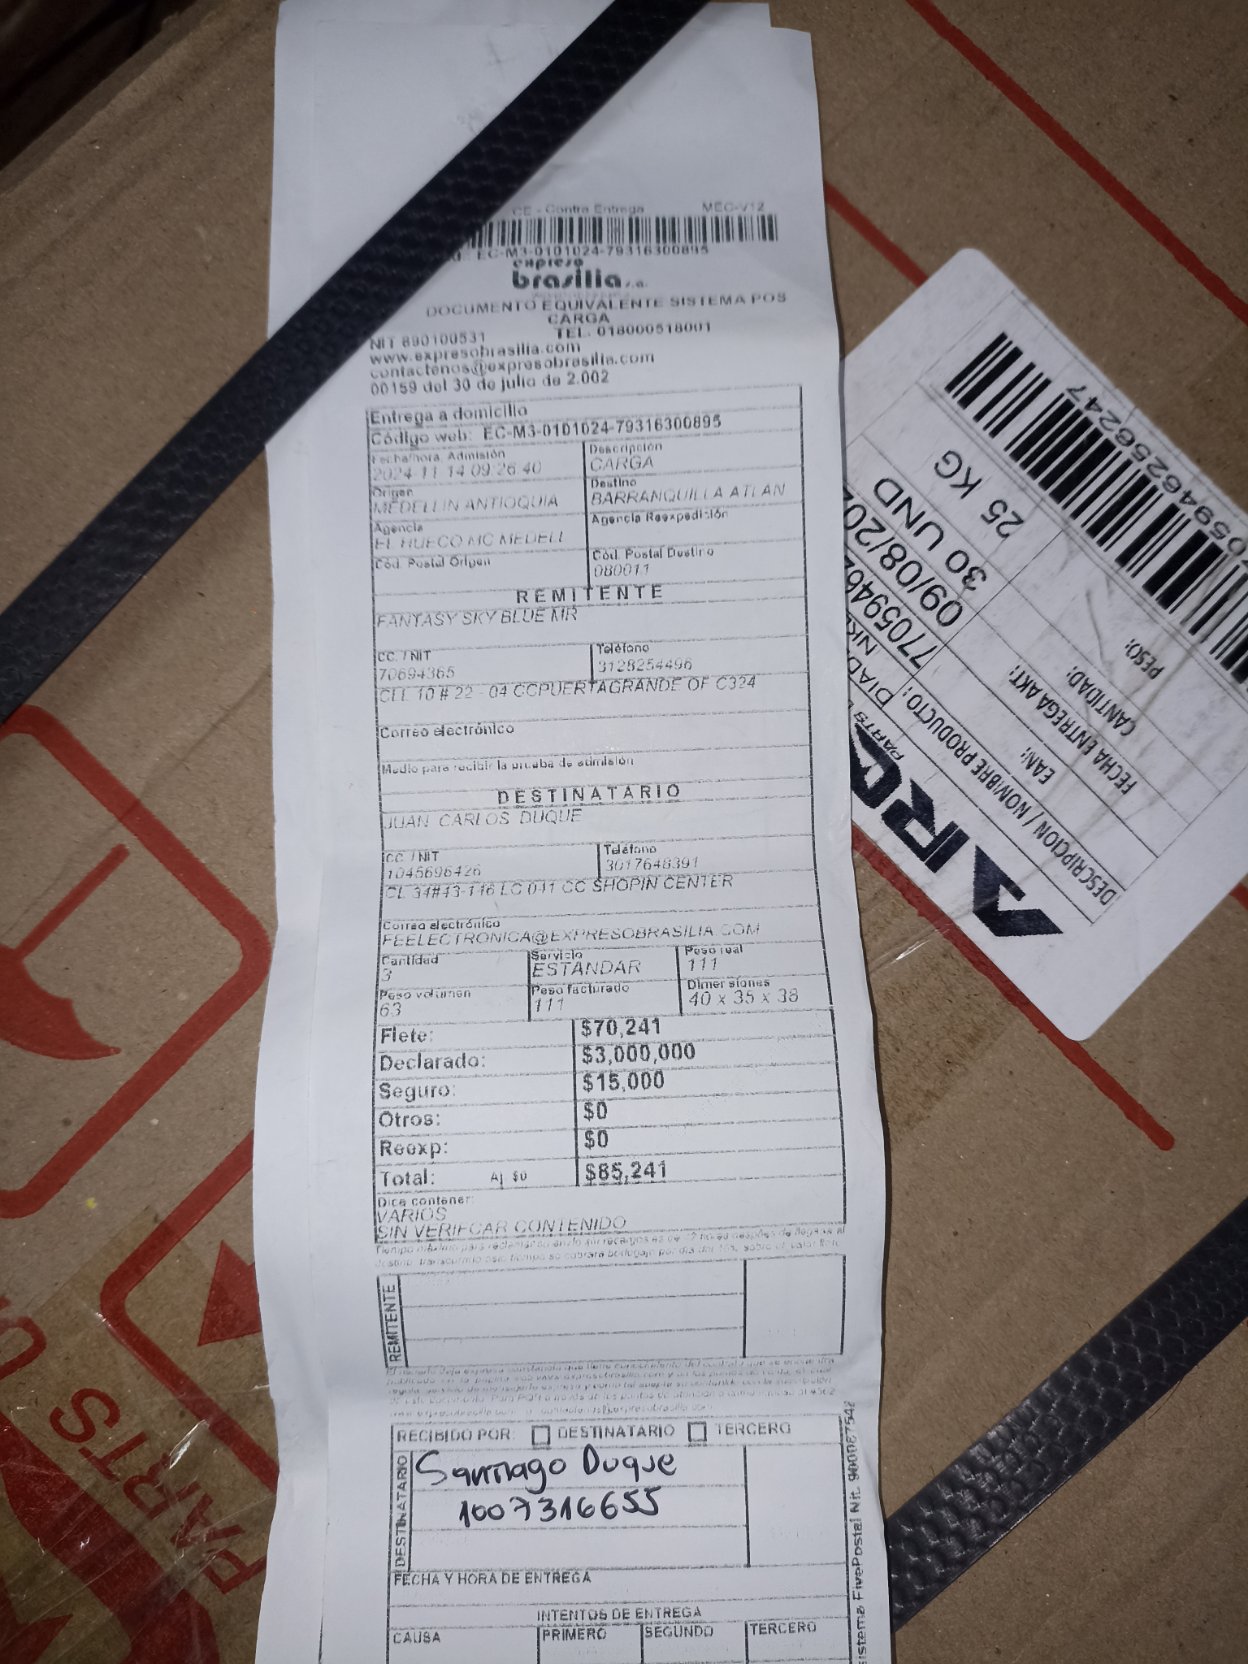 CE - Contra Entrega MEC-V12
EC-M3-0101024-79316300895
expreso
brasilia s.a.
DOCUMENTO EQUIVALENTE SISTEMA POS
CARGA
NIT 890100531 TEL. 018000518001
www.expresobrasilia.com
contactenos@expresobrasilia.com
00159 del 30 de julio de 2.002
Entrega a domicilio
Código web: EC-M3-0101024-79316300895
Fecha/hora Admisión Descripción
2024 11 14 09 26 40 CARGA
Origen Destino
MEDELLIN ANTIOQUIA BARRANQUILLA ATLAN
Agencia Agencia Reexpedición
EL HUECO MC MEDELL
Cód. Postal Origen Cód. Postal Destino
080011
REMITENTE
FANTASY SKY BLUE MR
CC. / NIT Teléfono
70694365 3128254496
CLL 10 # 22 - 04 CCPUERTAGRANDE OF C324
Correo electrónico
Medio para recibir la prueba de admisión
DESTINATARIO
JUAN CARLOS DUQUE
CC. / NIT Teléfono
1045696426 3017648391
CL 34#43-116 LC 041 CC SHOPIN CENTER
Correo electrónico
FEELECTRONICA@EXPRESOBRASILIA.COM
Cantidad Servicio Peso real
3 ESTANDAR 111
Peso volumen Peso facturado Dimensiones
63 111 40 x 35 x 38
Flete: $70,241
Declarado: $3,000,000
Seguro: $15,000
Otros: $0
Reexp: $0
Total: Aj $0 $85,241
Dice contener:
VARIOS
SIN VERIFCAR CONTENIDO
REMITENTE
RECIBIDO POR: DESTINATARIO TERCERO
DESTINATARIO
Santiago Duque
1007316655
FECHA Y HORA DE ENTREGA
INTENTOS DE ENTREGA
CAUSA PRIMERO SEGUNDO TERCERO
FivePostal Nit. 900087542
PARTS
DESCRIPCION / NOMBRE PRODUCTO:
EAN:
FECHA ENTREGA AKT: 09/08/20
CANTIDAD: 30 UND
PESO: 25 KG
PARTS